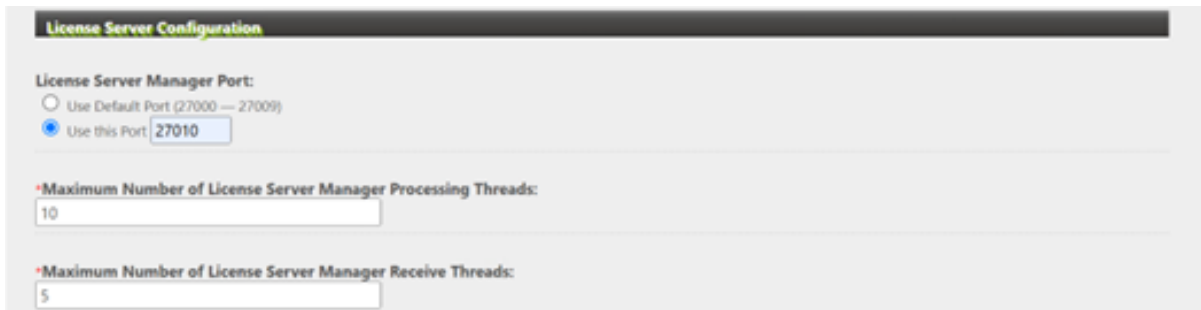 License Server Configuration
License Server Manager Port:
Use Default Port (27000 — 27009)
Use this Port 27010
*Maximum Number of License Server Manager Processing Threads:
10
*Maximum Number of License Server Manager Receive Threads:
5